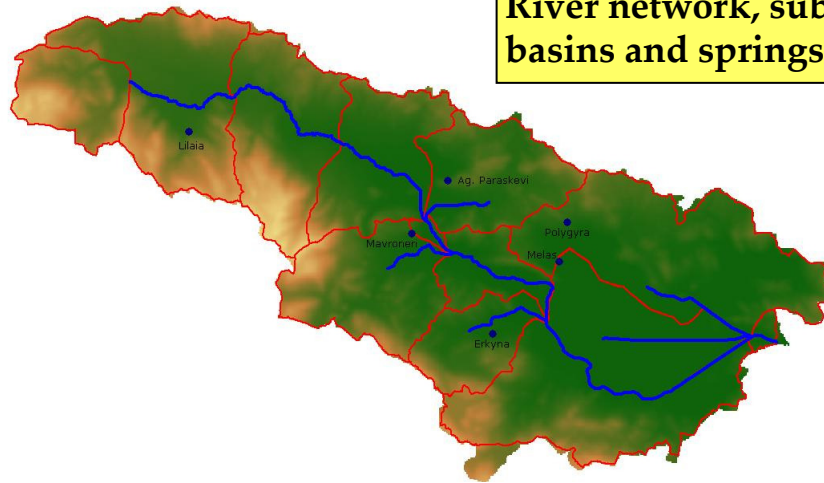 River network, sub
basins and springs
Lilaia
Ag. Paraskevi
Polygyra
Mavroneri
Melas
Erkyna